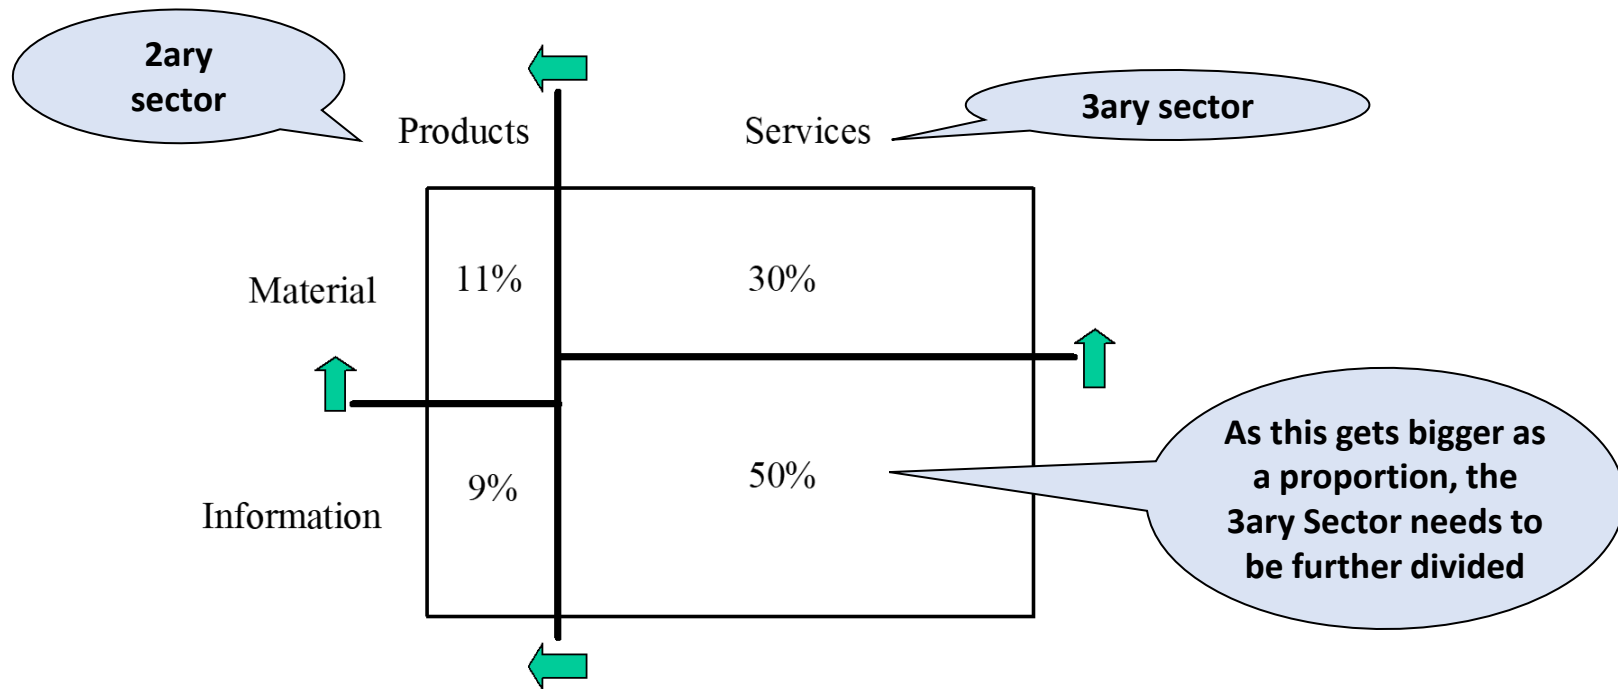 2ary
sector
3ary sector
Products
Services
Material
11%
30%
Information
9%
50%
As this gets bigger as
a proportion, the
3ary Sector needs to
be further divided